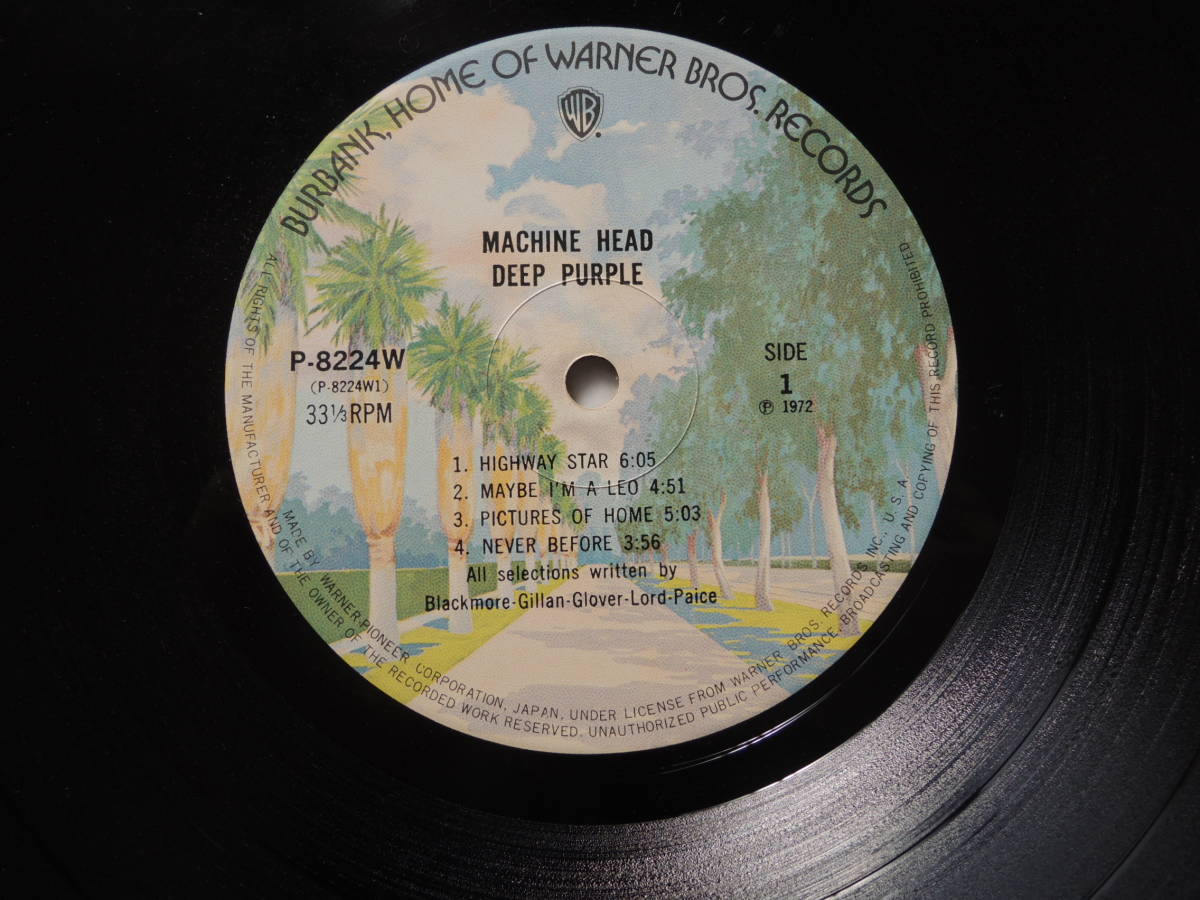 BURBANK, HOME OF WARNER BROS. RECORDS
WB
MACHINE HEAD
DEEP PURPLE
P-8224W
(P-8224W1)
33 1/3 RPM
SIDE
1
Ⓟ 1972
1. HIGHWAY STAR 6:05
2. MAYBE I'M A LEO 4:51
3. PICTURES OF HOME 5:03
4. NEVER BEFORE 3:56
All selections written by
Blackmore-Gillan-Glover-Lord-Paice
MADE BY WARNER-PIONEER CORPORATION, JAPAN, UNDER LICENSE FROM WARNER BROS. RECORDS INC., U.S.A.
ALL RIGHTS OF THE MANUFACTURER AND OF THE OWNER OF THE RECORDED WORK RESERVED. UNAUTHORIZED PUBLIC PERFORMANCE, BROADCASTING AND COPYING OF THIS RECORD PROHIBITED